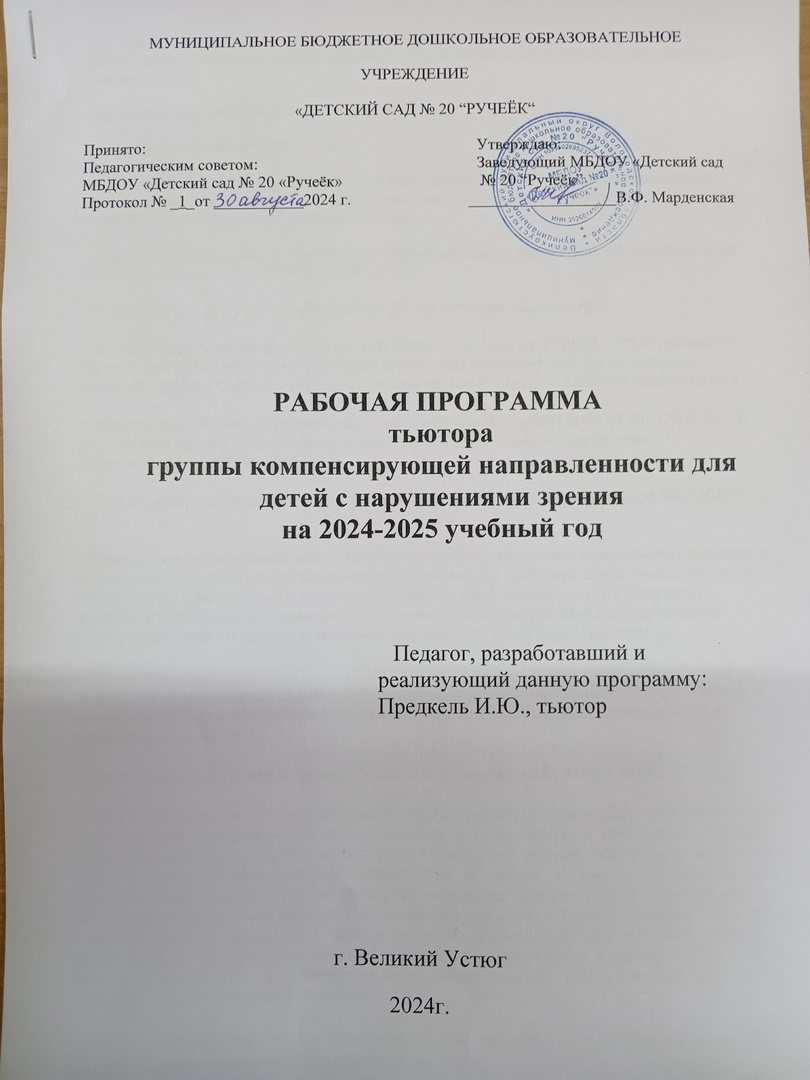 МУНИЦИПАЛЬНОЕ БЮДЖЕТНОЕ ДОШКОЛЬНОЕ ОБРАЗОВАТЕЛЬНОЕ
УЧРЕЖДЕНИЕ
«ДЕТСКИЙ САД № 20 “РУЧЕЁК“
Принято:
Педагогическим советом:
МБДОУ «Детский сад № 20 «Ручеёк»
Протокол № _1_от 30 августа 2024 г.
Утверждаю:
Заведующий МБДОУ «Детский сад
№ 20 “Ручеёк”
В.Ф. Марденская
РАБОЧАЯ ПРОГРАММА
тьютора
группы компенсирующей направленности для
детей с нарушениями зрения
на 2024-2025 учебный год
Педагог, разработавший и
реализующий данную программу:
Предкель И.Ю., тьютор
г. Великий Устюг
2024г.